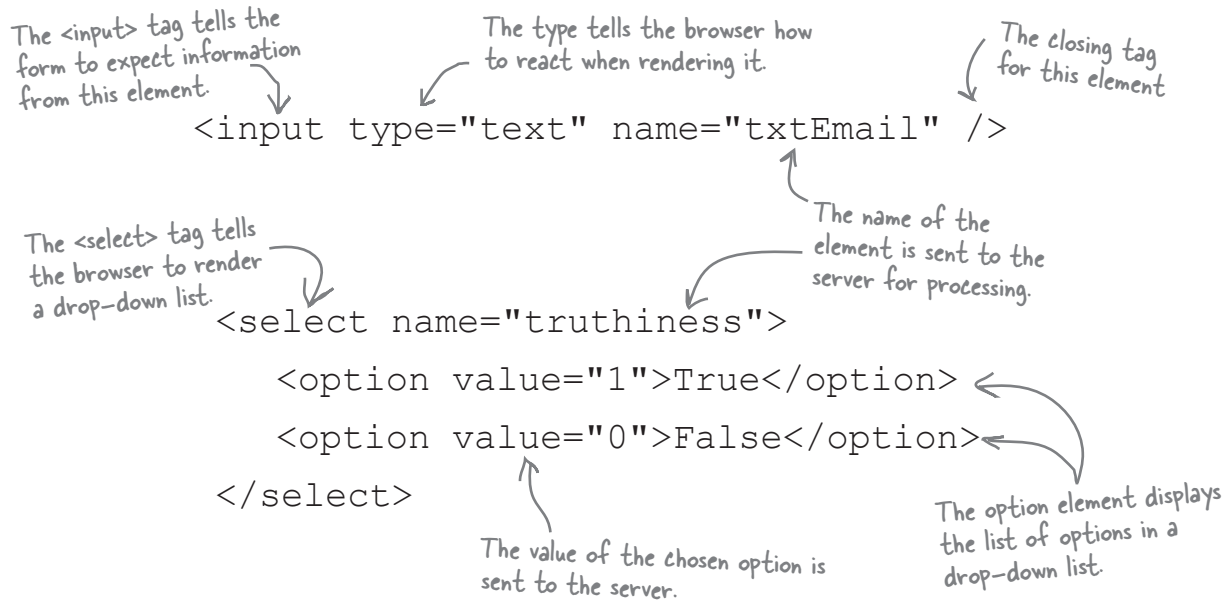 The <input> tag tells the
form to expect information
from this element.
The type tells the browser how
to react when rendering it.
The closing tag
for this element
<input type="text" name="txtEmail" />
The name of the
element is sent to the
server for processing.
The <select> tag tells
the browser to render
a drop-down list.
<select name="truthiness">
<option value="1">True</option>
<option value="0">False</option>
</select>
The value of the chosen option is
sent to the server.
The option element displays
the list of options in a
drop-down list.